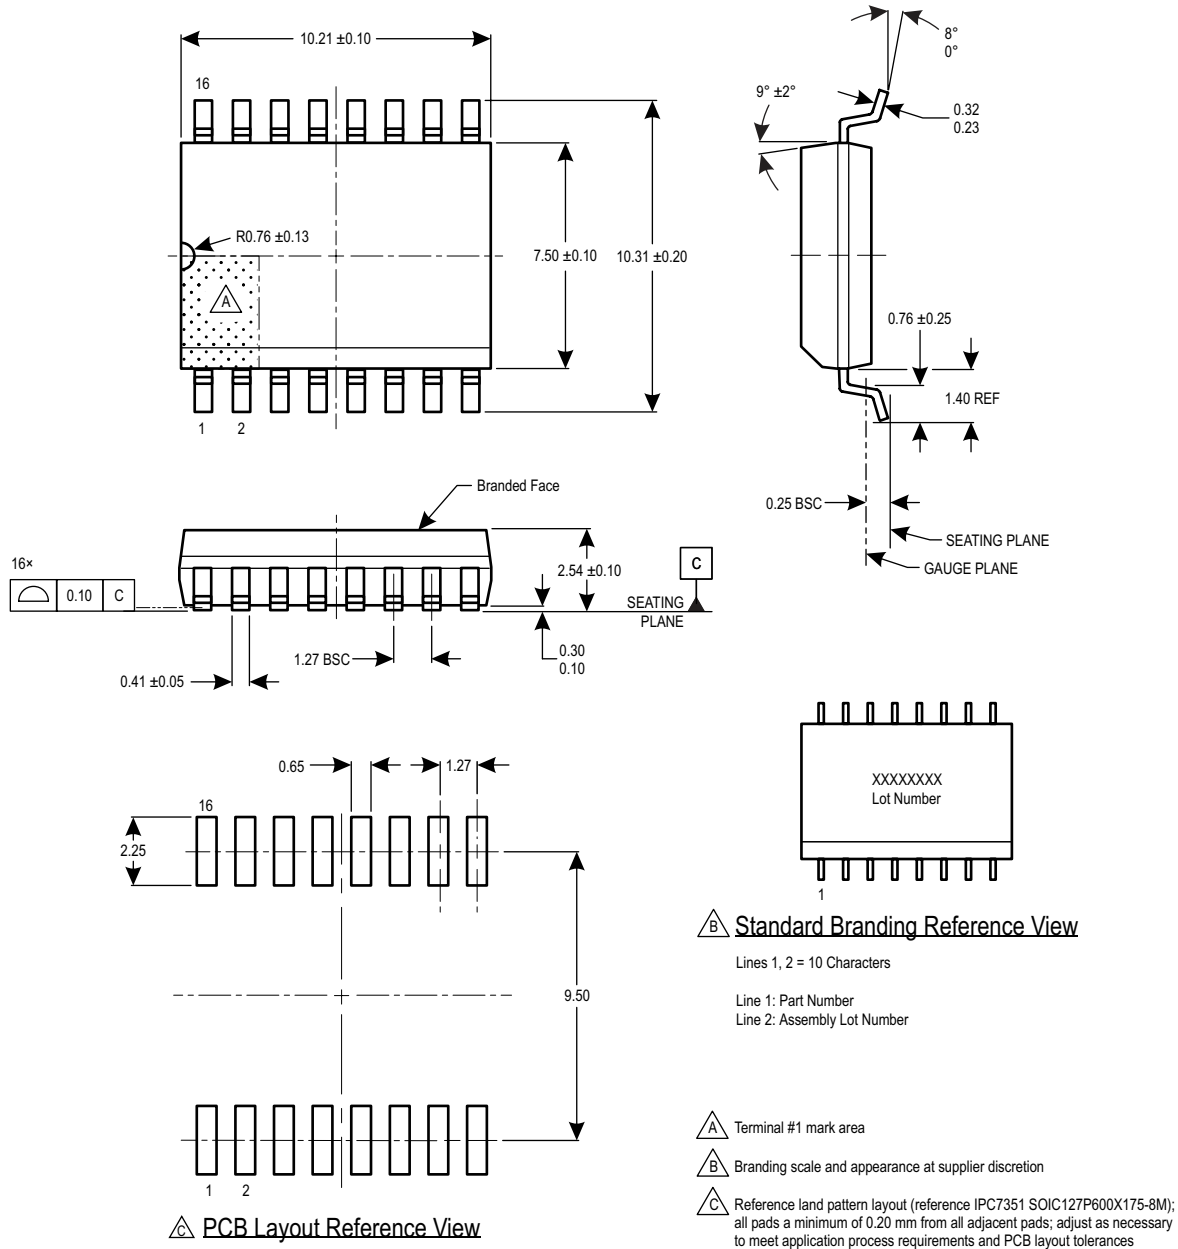 10.21 ±0.10
16
R0.76 ±0.13
A
7.50 ±0.10
10.31 ±0.20
1 2
8°
0°
9° ±2°
0.32
0.23
0.76 ±0.25
1.40 REF
0.25 BSC
SEATING PLANE
GAUGE PLANE
Branded Face
16×
0.10 C
2.54 ±0.10
C
SEATING
PLANE
1.27 BSC
0.30
0.10
0.41 ±0.05
XXXXXXXX
Lot Number
1
B Standard Branding Reference View
Lines 1, 2 = 10 Characters
Line 1: Part Number
Line 2: Assembly Lot Number
0.65
1.27
16
2.25
9.50
1 2
C PCB Layout Reference View
A Terminal #1 mark area
B Branding scale and appearance at supplier discretion
C Reference land pattern layout (reference IPC7351 SOIC127P600X175-8M);
all pads a minimum of 0.20 mm from all adjacent pads; adjust as necessary
to meet application process requirements and PCB layout tolerances